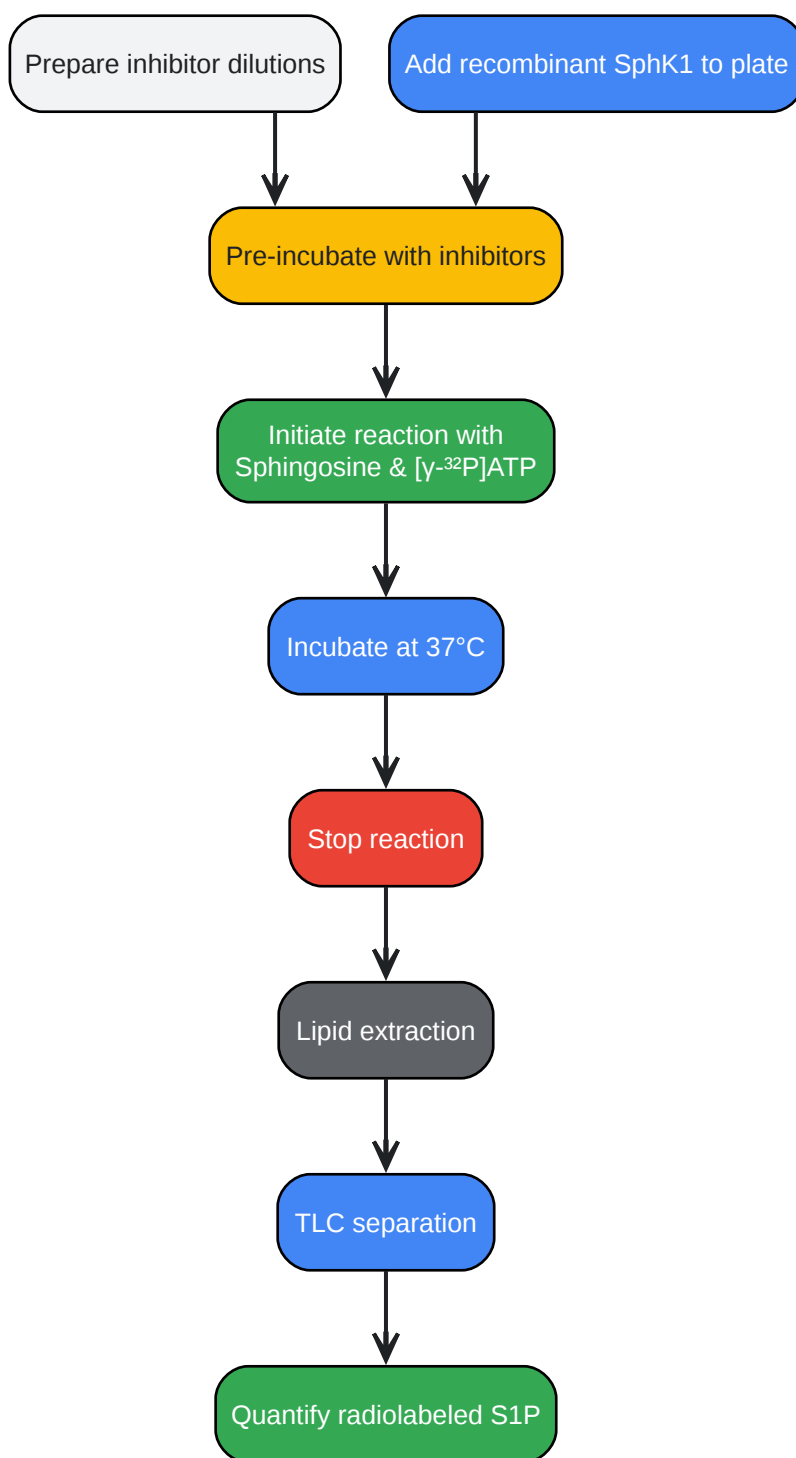 Prepare inhibitor dilutions
Add recombinant SphK1 to plate
Pre-incubate with inhibitors
Initiate reaction with
Sphingosine & [γ-³²P]ATP
Incubate at 37°C
Stop reaction
Lipid extraction
TLC separation
Quantify radiolabeled S1P